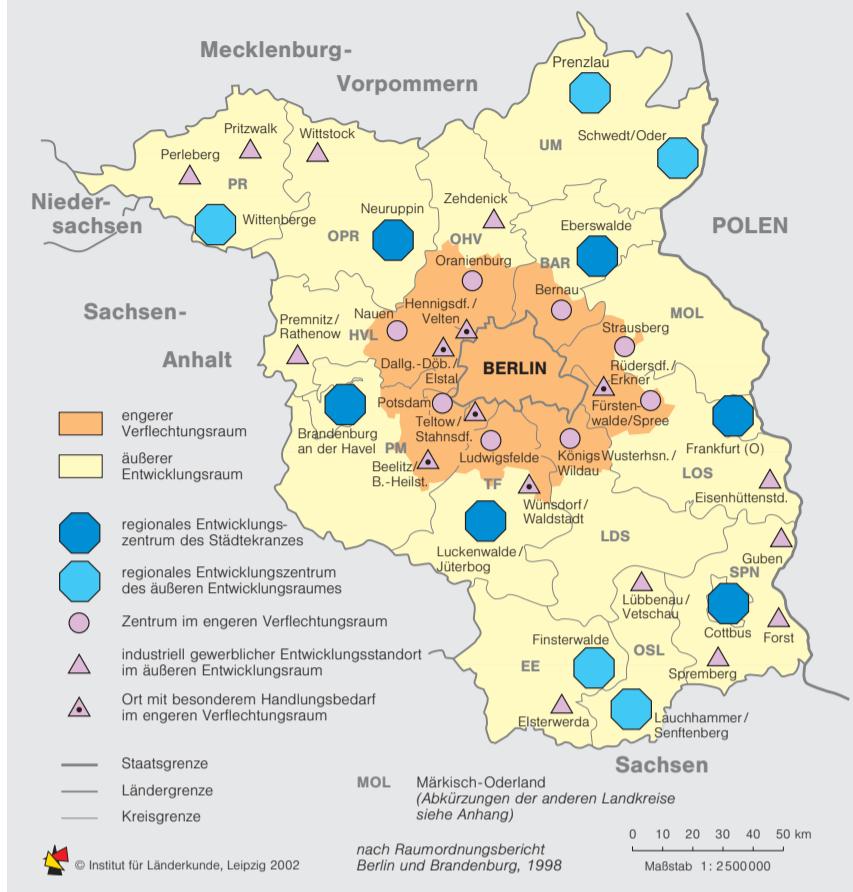 Mecklenburg-
Vorpommern
Prenzlau
Pritzwalk
Wittstock
Schwedt/Oder
UM
Perleberg
PR
Nieder-
sachsen
Wittenberge
Zehdenick
Neuruppin
OPR
OHV
Eberswalde
POLEN
BAR
Oranienburg
Bernau
Sachsen-
Anhalt
Premnitz/
Rathenow
Nauen
HVL
Hennigsdf./
Velten
MOL
Strausberg
Dallg.-Döb./
Elstal
BERLIN
Rüdersdf./
Erkner
Potsdam
Fürsten-
walde/Spree
Brandenburg
an der Havel
Teltow/
Stahnsdf.
Frankfurt (O)
PM
Ludwigsfelde
Königs Wusterhsn./
Wildau
Beelitz/
B.-Heilst.
TF
LOS
Eisenhüttenstd.
Wünsdorf/
Waldstadt
Luckenwalde/
Jüterbog
LDS
Guben
SPN
Lübbenau/
Vetschau
Cottbus
Forst
Finsterwalde
EE
OSL
Spremberg
Elsterwerda
Lauchhammer/
Senftenberg
Sachsen
engerer
Verflechtungsraum
äußerer
Entwicklungsraum
regionales Entwicklungs-
zentrum des Städtekranzes
regionales Entwicklungszentrum
des äußeren Entwicklungsraumes
Zentrum im engeren Verflechtungsraum
industriell gewerblicher Entwicklungsstandort
im äußeren Entwicklungsraum
Ort mit besonderem Handlungsbedarf
im engeren Verflechtungsraum
Staatsgrenze
Ländergrenze
Kreisgrenze
MOL Märkisch-Oderland
(Abkürzungen der anderen Landkreise
siehe Anhang)
nach Raumordnungsbericht
Berlin und Brandenburg, 1998
0 10 20 30 40 50 km
Maßstab 1:2500000
© Institut für Länderkunde, Leipzig 2002